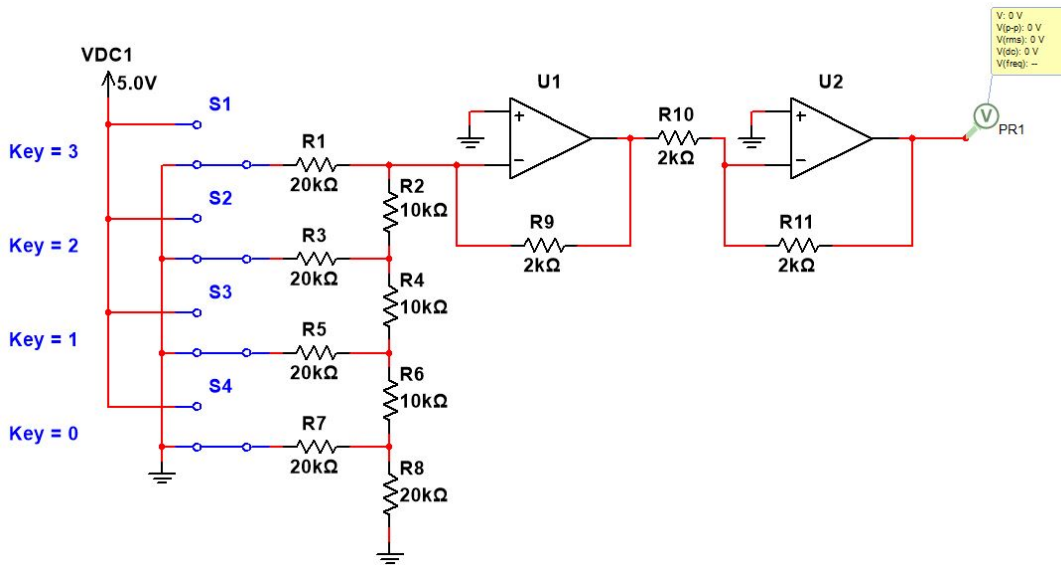 V: 0 V
V(p-p): 0 V
V(rms): 0 V
V(dc): 0 V
V(freq): --
VDC1
5.0V
U1
U2
S1
R10
2kΩ
V
PR1
Key = 3
R1
20kΩ
R2
10kΩ
S2
R9
2kΩ
R11
2kΩ
Key = 2
R3
20kΩ
R4
10kΩ
S3
Key = 1
R5
20kΩ
R6
10kΩ
S4
Key = 0
R7
20kΩ
R8
20kΩ